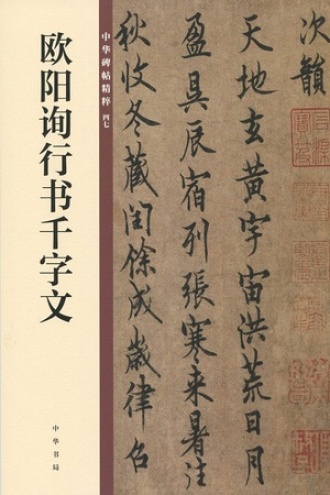 欧阳询行书千字文
中华碑帖精粹 四七
中华书局
次韻
天地玄黃宇宙洪荒日月
盈昃辰宿列張寒来暑往
秋收冬藏閏餘成歲律吕